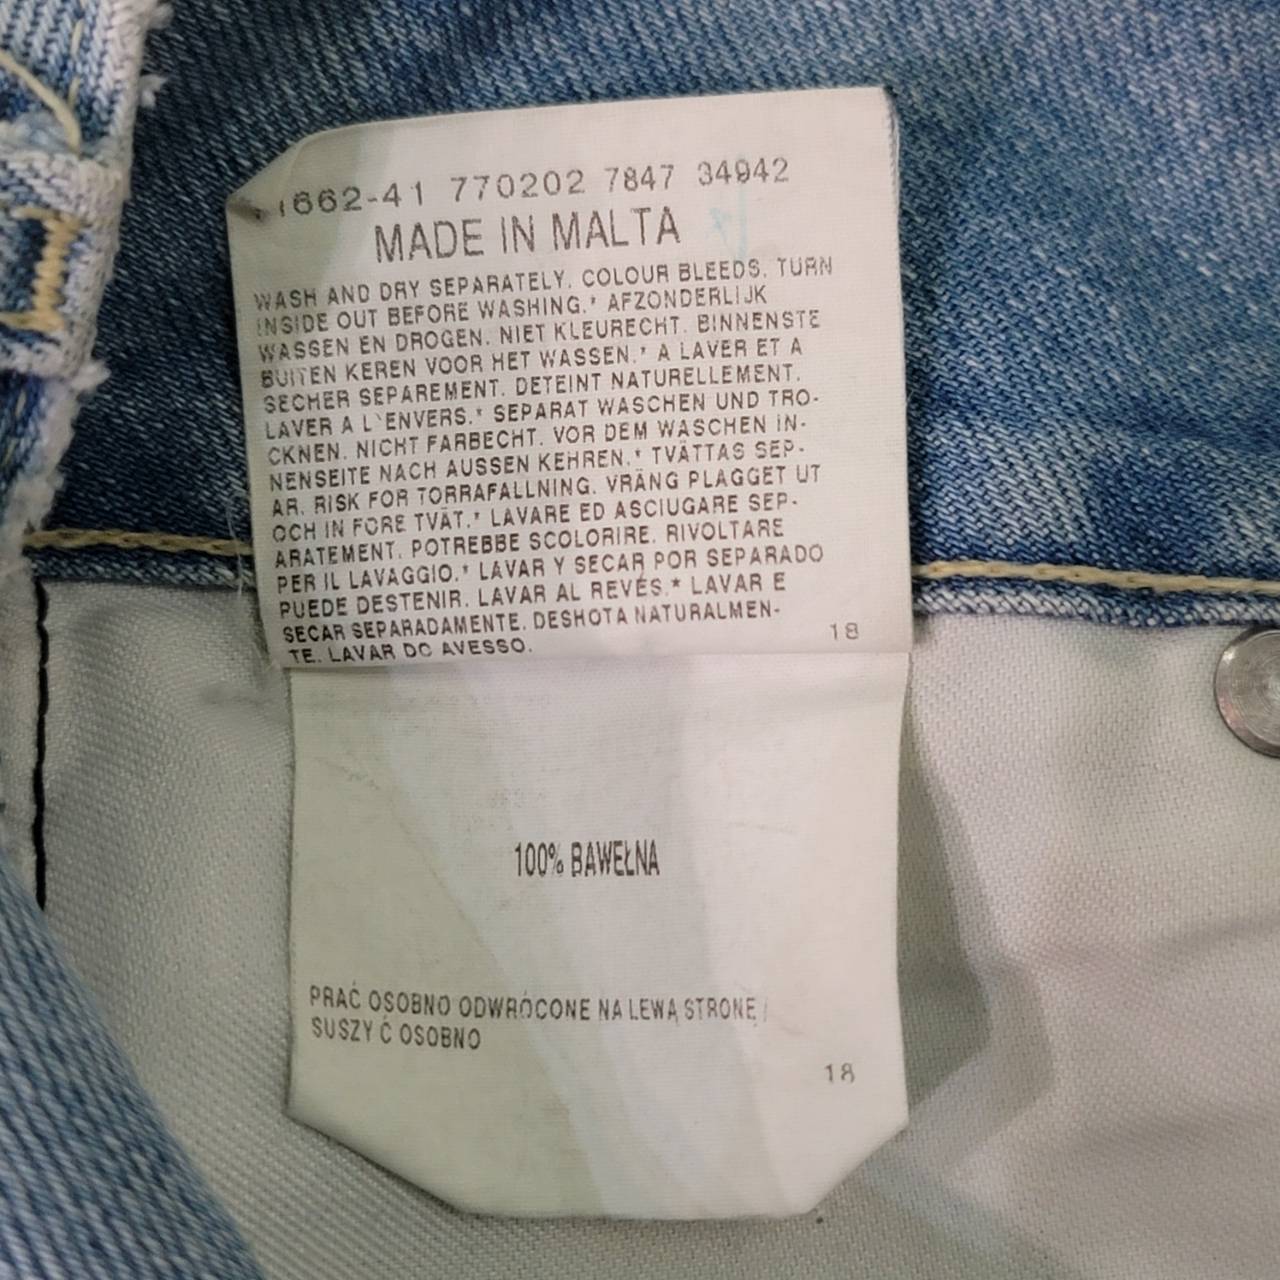 1662-41 770202 7847 34942
MADE IN MALTA
WASH AND DRY SEPARATELY. COLOUR BLEEDS. TURN
INSIDE OUT BEFORE WASHING.* AFZONDERLIJK
WASSEN EN DROGEN. NIET KLEURECHT. BINNENSTE
BUITEN KEREN VOOR HET WASSEN.* A LAVER ET A
SECHER SEPAREMENT. DETEINT NATURELLEMENT.
LAVER A L`ENVERS.* SEPARAT WASCHEN UND TRO-
CKNEN. NICHT FARBECHT. VOR DEM WASCHEN IN-
NENSEITE NACH AUSSEN KEHREN.* TVÄTTAS SEP-
AR. RISK FOR TORRAFALLNING. VRÄNG PLAGGET UT
OCH IN FORE TVÄT.* LAVARE ED ASCIUGARE SEP-
ARATEMENT. POTREBBE SCOLORIRE. RIVOLTARE
PER IL LAVAGGIO.* LAVAR Y SECAR POR SEPARADO
PUEDE DESTENIR. LAVAR AL REVÉS.* LAVAR E
SECAR SEPARADAMENTE. DESHOTA NATURALMEN-
TE. LAVAR DO AVESSO.
18
100% BAWEŁNA
PRAĆ OSOBNO ODWRÓCONE NA LEWĄ STRONĘ /
SUSZYĆ OSOBNO
18